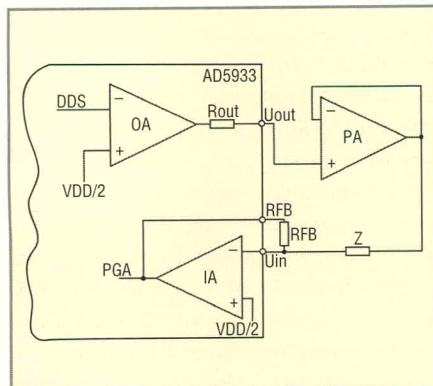 AD5933
DDS
−
OA
+
VDD/2
Rout
Uout
−
PA
+
RFB
RFB
Uin
Z
PGA
−
IA
+
VDD/2